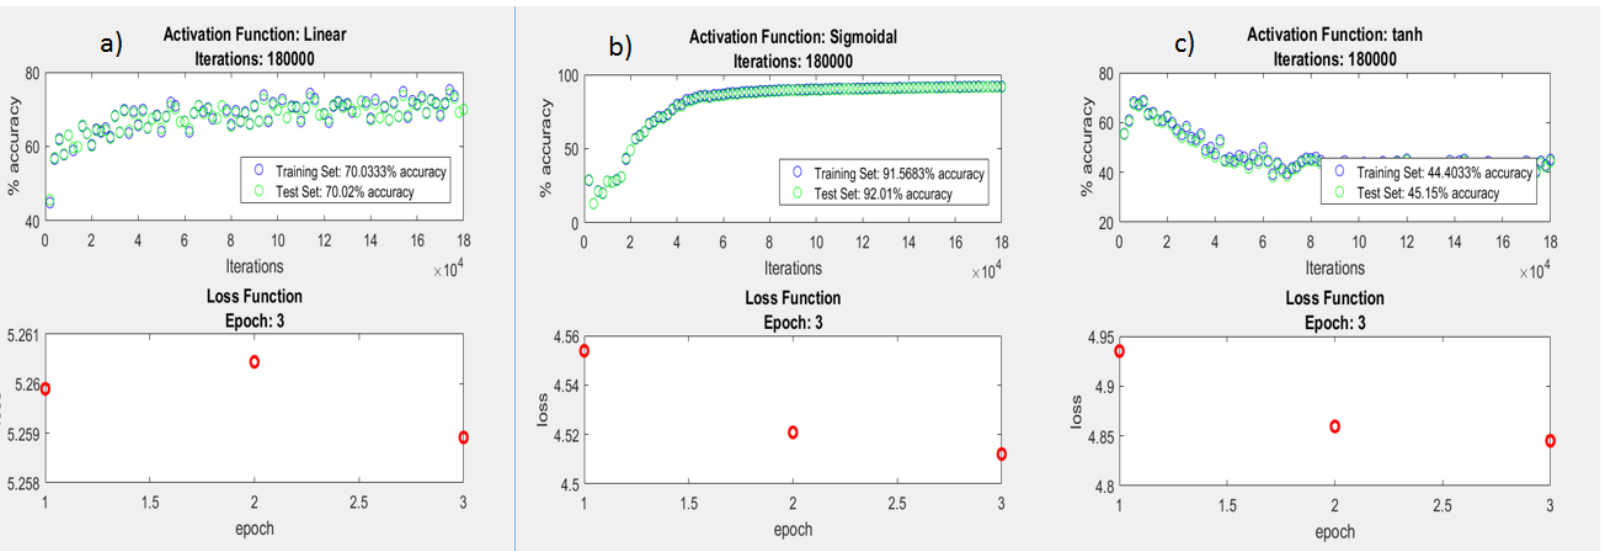 a)
Activation Function: Linear
Iterations: 180000
80
60
40
% accuracy
Training Set: 70.0333% accuracy
Test Set: 70.02% accuracy
0 2 4 6 8 10 12 14 16 18
Iterations
×10⁴
Loss Function
Epoch: 3
5.261
5.26
5.259
5.258
1 1.5 2 2.5 3
epoch
b)
Activation Function: Sigmoidal
Iterations: 180000
100
50
0
% accuracy
Training Set: 91.5683% accuracy
Test Set: 92.01% accuracy
0 2 4 6 8 10 12 14 16 18
Iterations
×10⁴
Loss Function
Epoch: 3
4.56
4.54
4.52
4.5
loss
1 1.5 2 2.5 3
epoch
c)
Activation Function: tanh
Iterations: 180000
80
60
40
20
% accuracy
Training Set: 44.4033% accuracy
Test Set: 45.15% accuracy
0 2 4 6 8 10 12 14 16 18
Iterations
×10⁴
Loss Function
Epoch: 3
4.95
4.9
4.85
4.8
loss
1 1.5 2 2.5 3
epoch